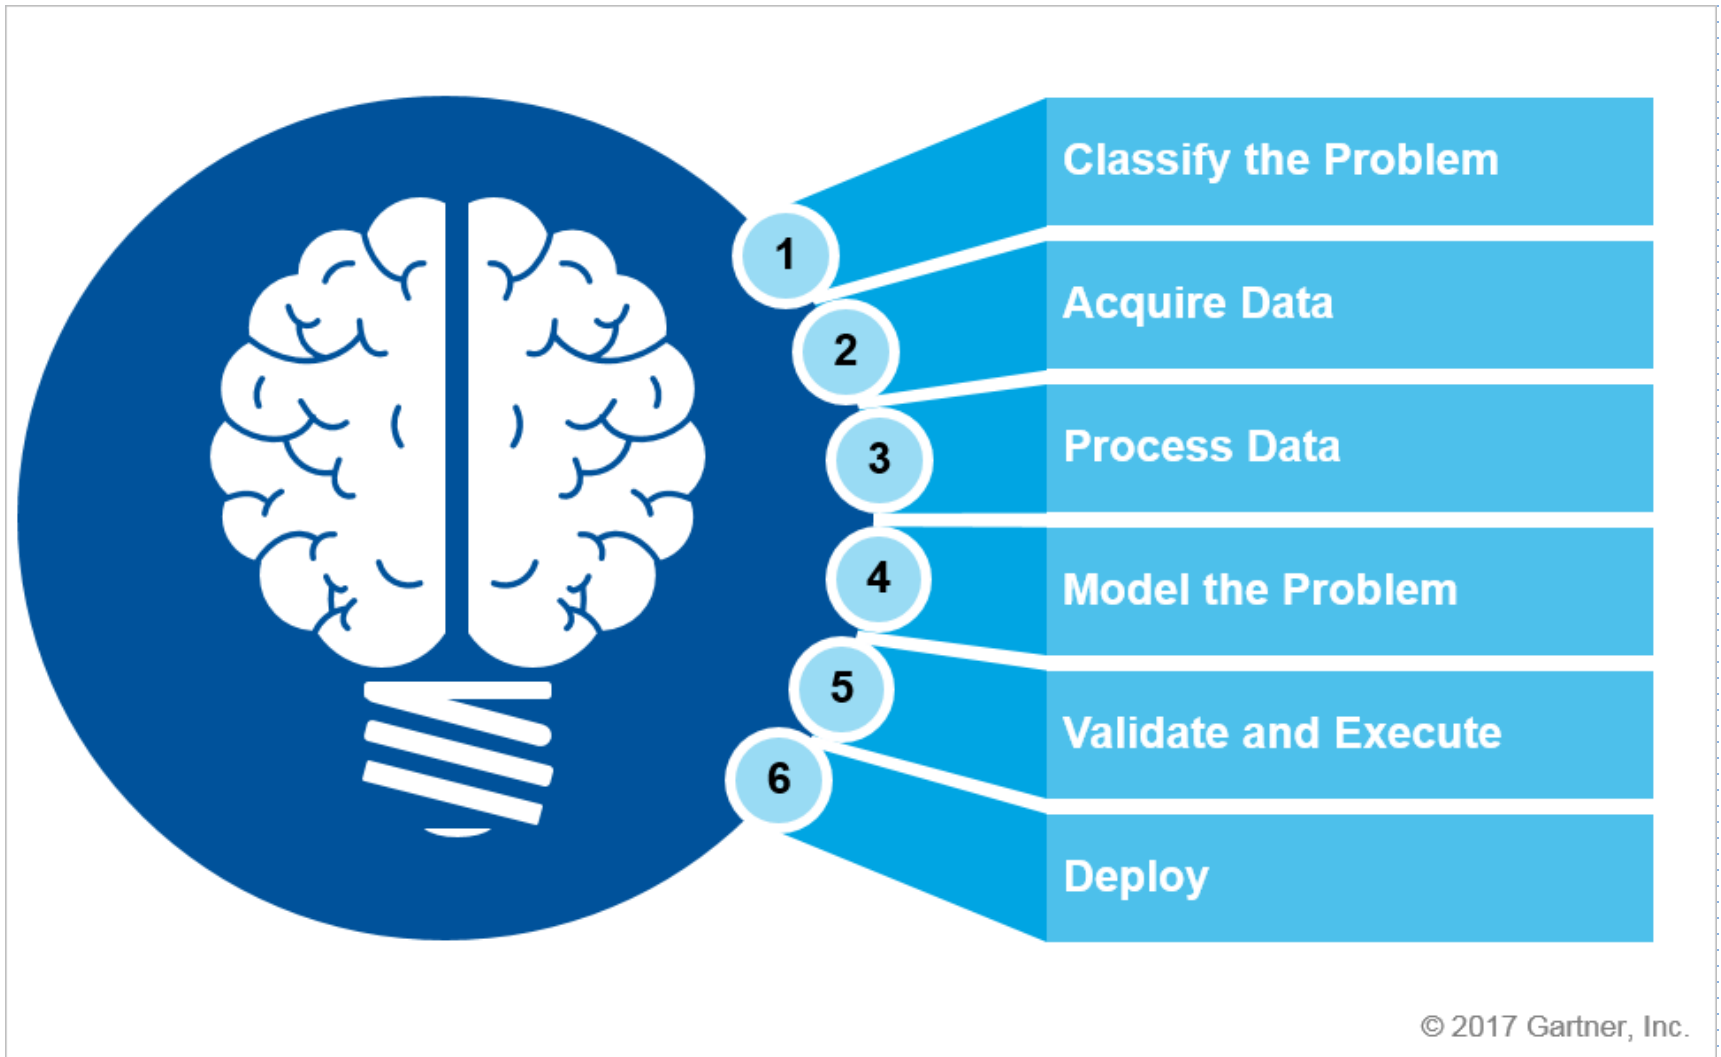 1
Classify the Problem
2
Acquire Data
3
Process Data
4
Model the Problem
5
Validate and Execute
6
Deploy
© 2017 Gartner, Inc.